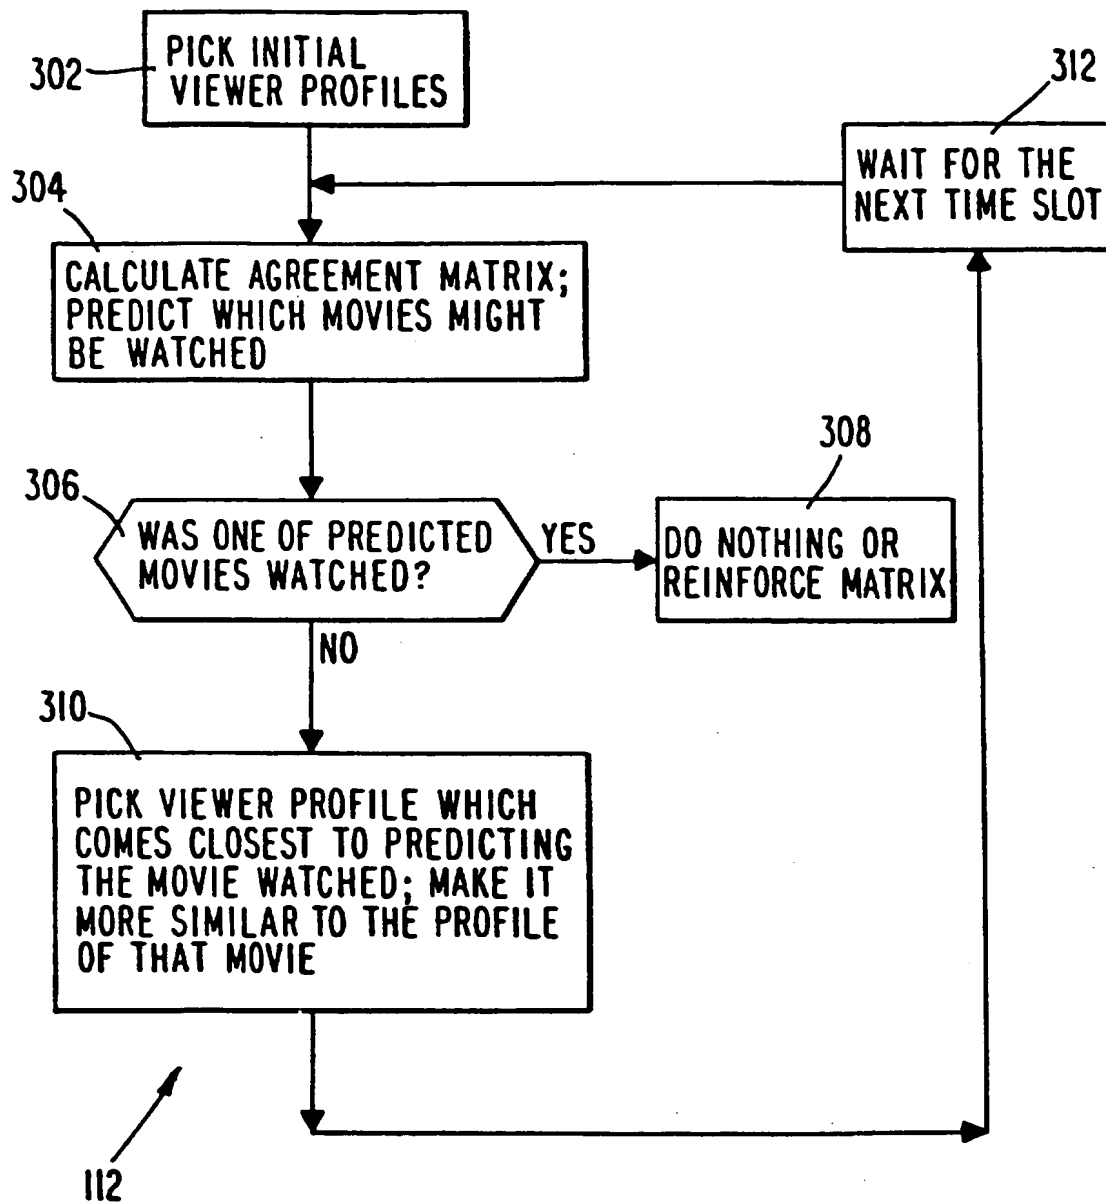 302
PICK INITIAL
VIEWER PROFILES
312
WAIT FOR THE
NEXT TIME SLOT
304
CALCULATE AGREEMENT MATRIX;
PREDICT WHICH MOVIES MIGHT
BE WATCHED
306
WAS ONE OF PREDICTED
MOVIES WATCHED?
YES
308
DO NOTHING OR
REINFORCE MATRIX
NO
310
PICK VIEWER PROFILE WHICH
COMES CLOSEST TO PREDICTING
THE MOVIE WATCHED; MAKE IT
MORE SIMILAR TO THE PROFILE
OF THAT MOVIE
112